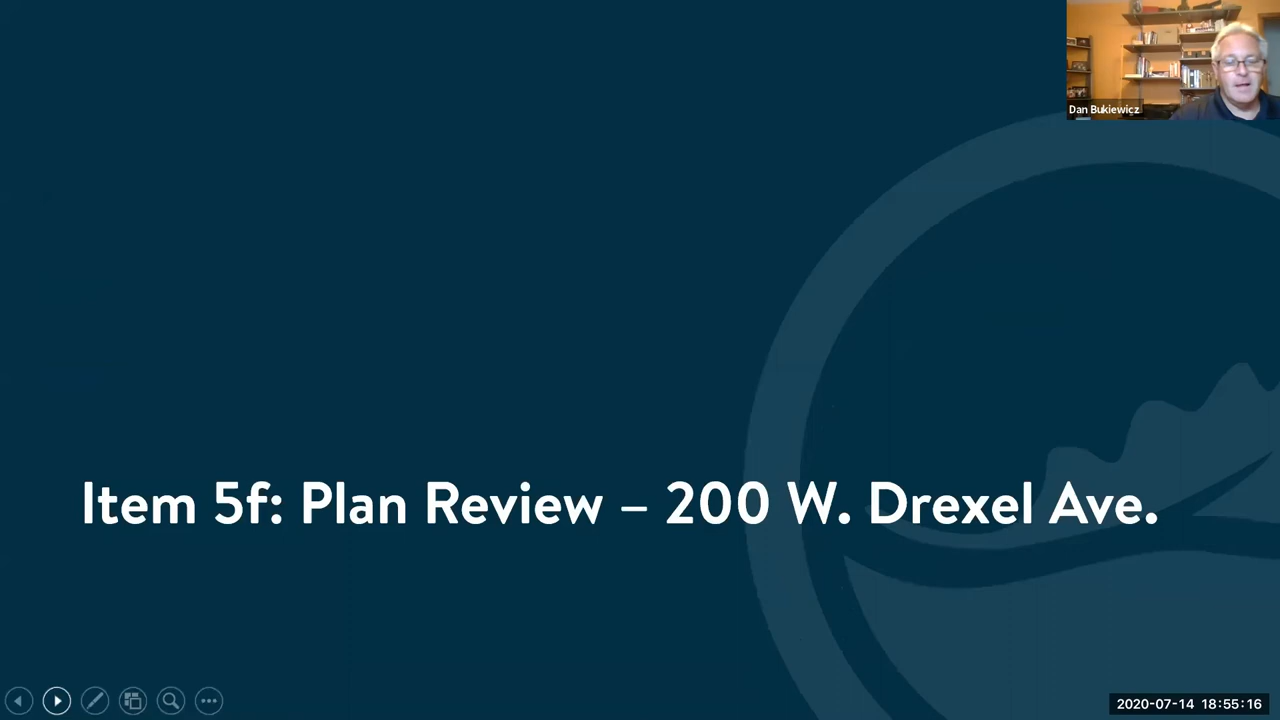 Dan Bukiewicz
Item 5f: Plan Review – 200 W. Drexel Ave.
2020-07-14 18:55:16